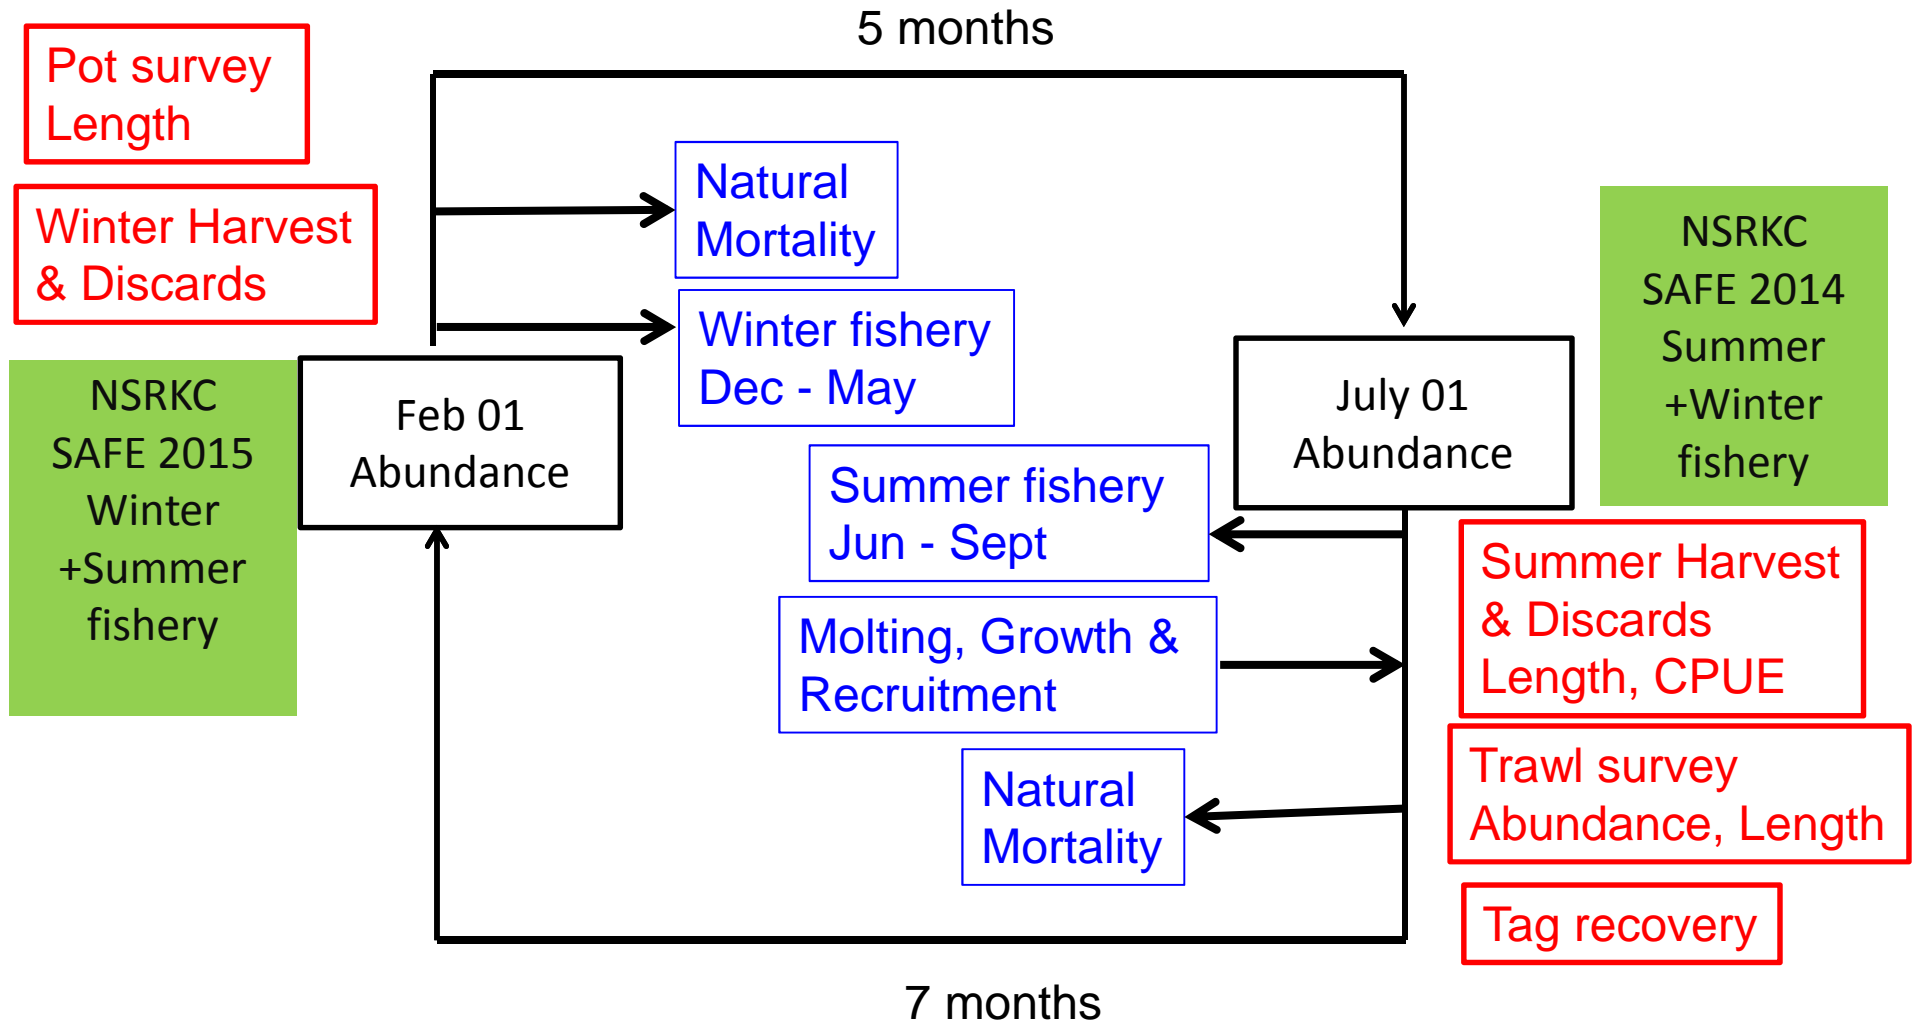 5 months
Pot survey
Length
Winter Harvest
& Discards
NSRKC
SAFE 2015
Winter
+Summer
fishery
Feb 01
Abundance
Natural
Mortality
Winter fishery
Dec - May
Summer fishery
Jun - Sept
Molting, Growth &
Recruitment
Natural
Mortality
July 01
Abundance
NSRKC
SAFE 2014
Summer
+Winter
fishery
Summer Harvest
& Discards
Length, CPUE
Trawl survey
Abundance, Length
Tag recovery
7 months